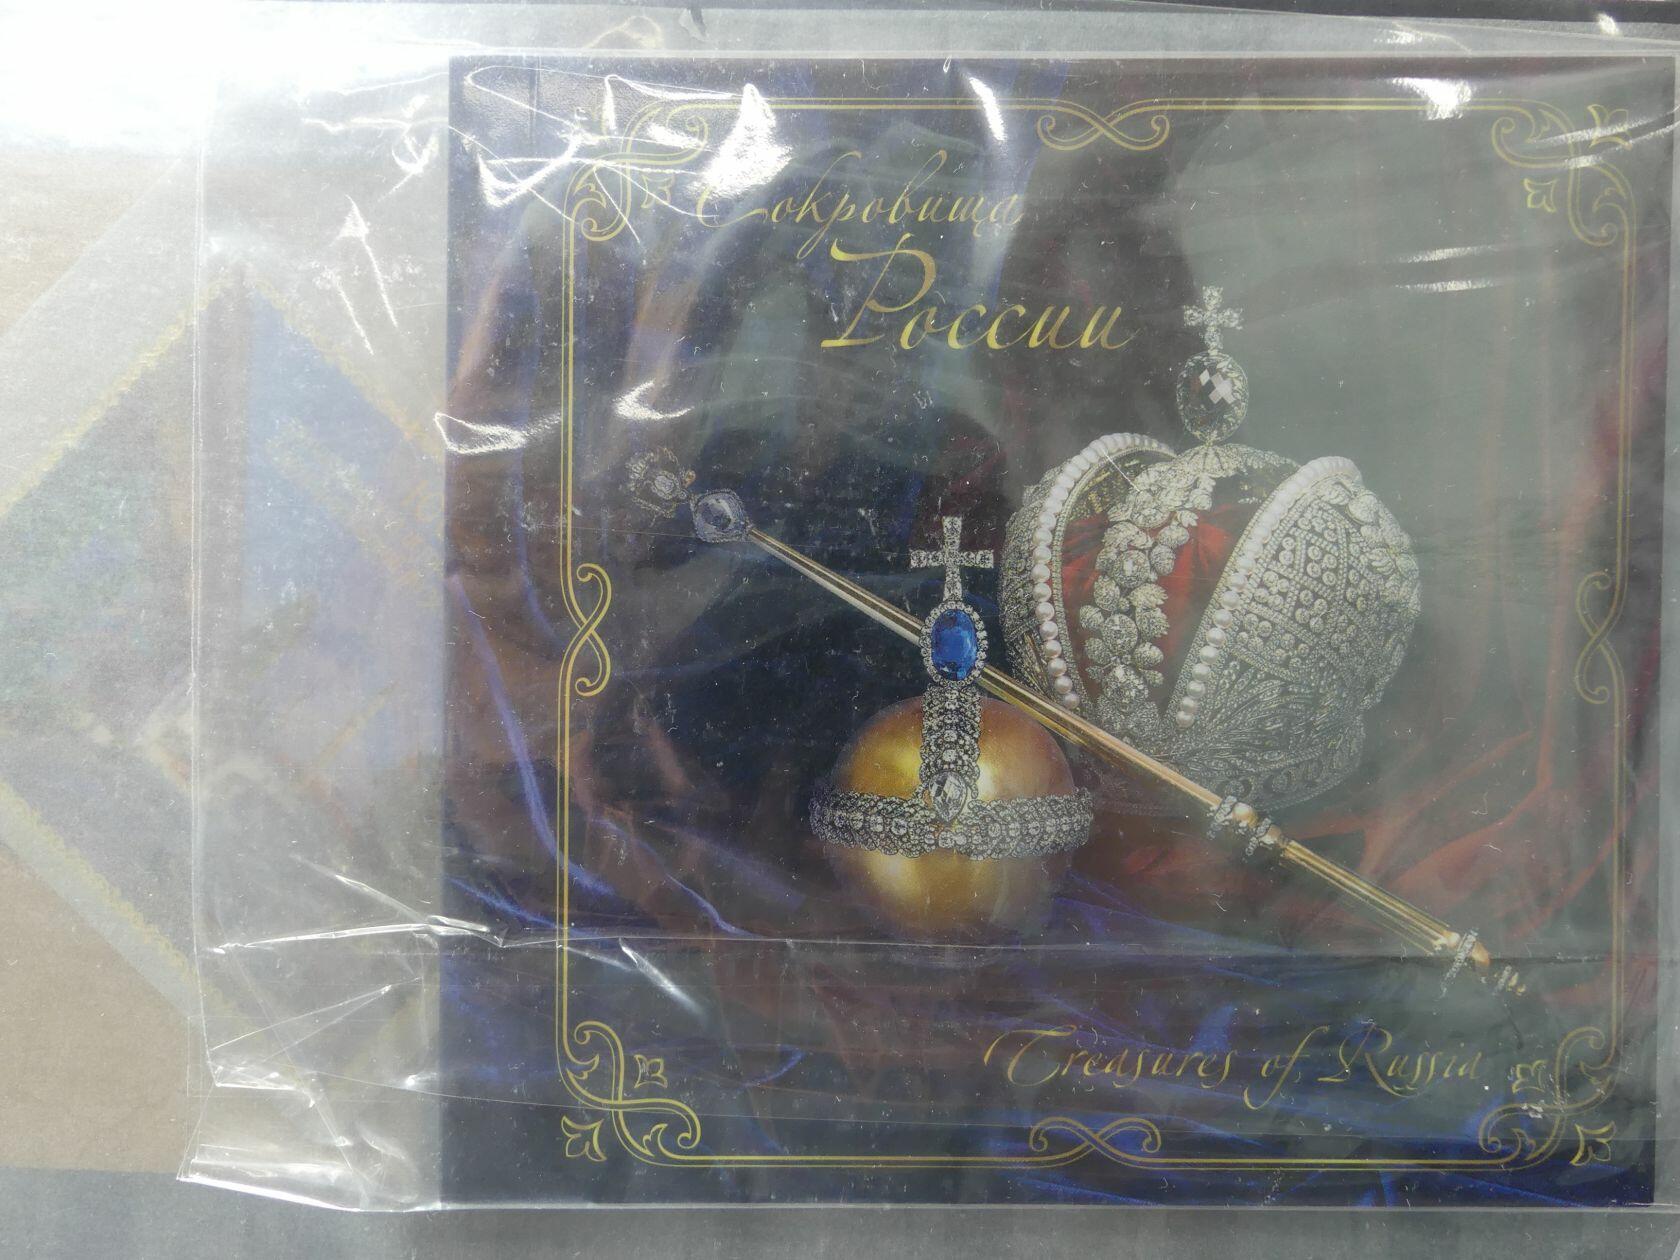 Сокровища
России
Treasures of Russia